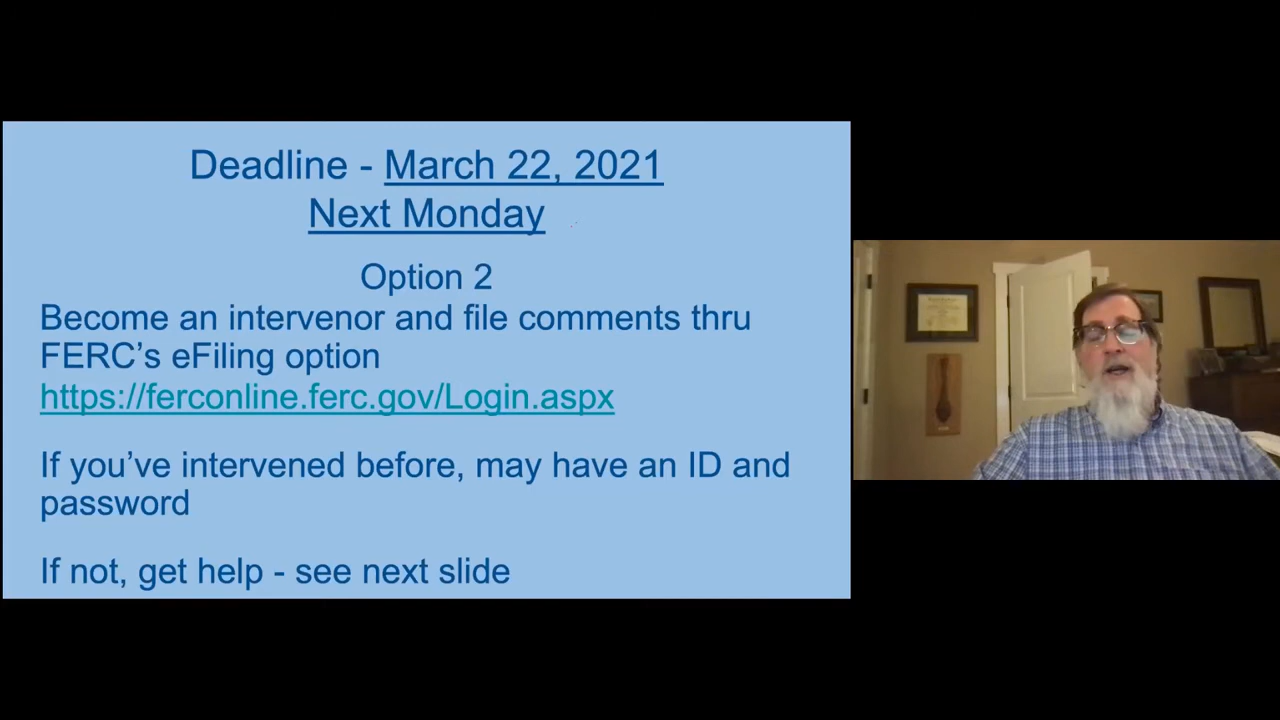 Deadline - March 22, 2021
Next Monday
Option 2
Become an intervenor and file comments thru
FERC's eFiling option
https://ferconline.ferc.gov/Login.aspx
If you've intervened before, may have an ID and
password
If not, get help - see next slide